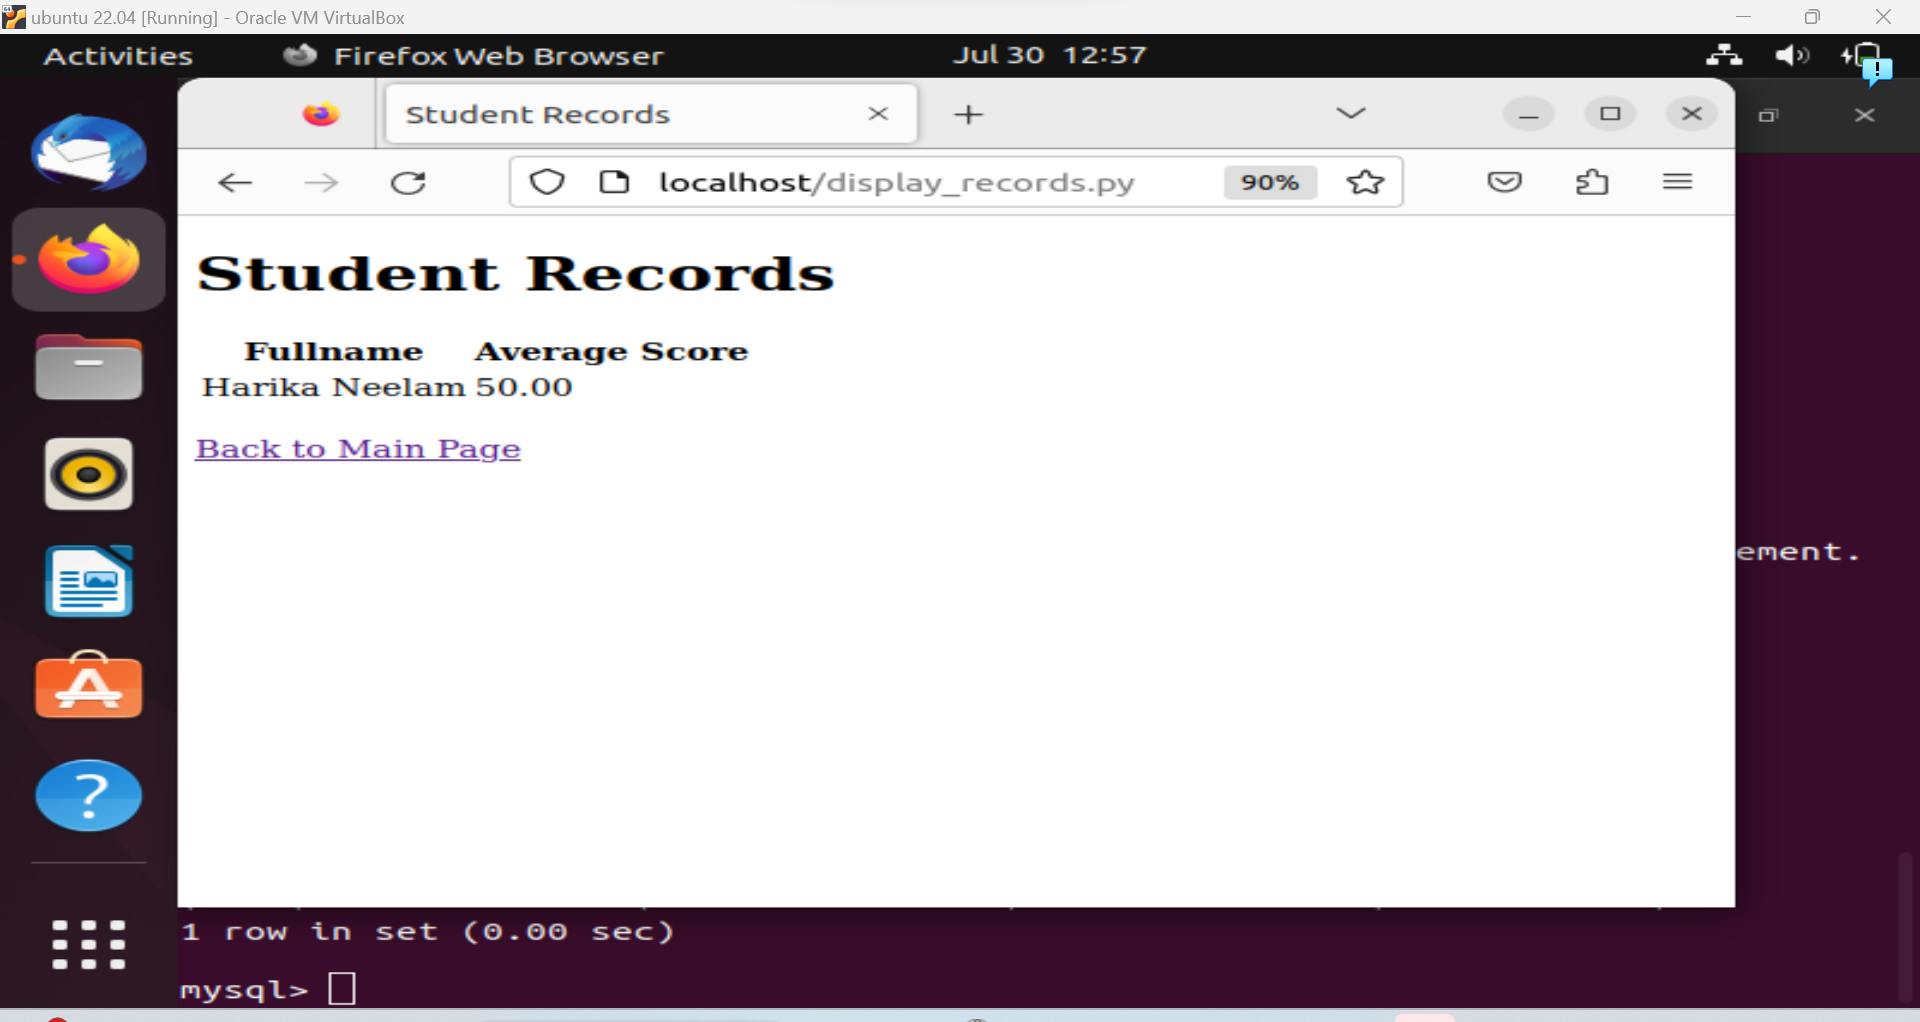 ubuntu 22.04 [Running] - Oracle VM VirtualBox
Activities Firefox Web Browser Jul 30 12:57
Student Records
localhost/display_records.py 90%
Student Records
Fullname Average Score
Harika Neelam 50.00
Back to Main Page
ement.
1 row in set (0.00 sec)
mysql>